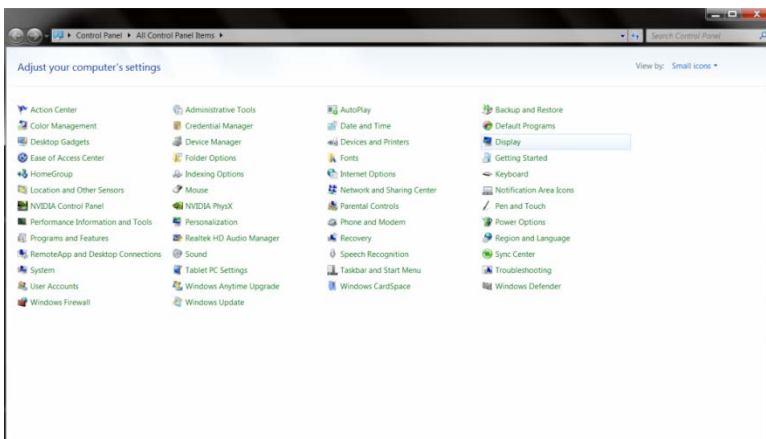 Control Panel ▸ All Control Panel Items ▸ Search Control Panel
Adjust your computer's settings View by: Small icons
Action Center Administrative Tools AutoPlay Backup and Restore
Color Management Credential Manager Date and Time Default Programs
Desktop Gadgets Device Manager Devices and Printers Display
Ease of Access Center Folder Options Fonts Getting Started
HomeGroup Indexing Options Internet Options Keyboard
Location and Other Sensors Mouse Network and Sharing Center Notification Area Icons
NVIDIA Control Panel NVIDIA PhysX Parental Controls Pen and Touch
Performance Information and Tools Personalization Phone and Modem Power Options
Programs and Features Realtek HD Audio Manager Recovery Region and Language
RemoteApp and Desktop Connections Sound Speech Recognition Sync Center
System Tablet PC Settings Taskbar and Start Menu Troubleshooting
User Accounts Windows Anytime Upgrade Windows CardSpace Windows Defender
Windows Firewall Windows Update